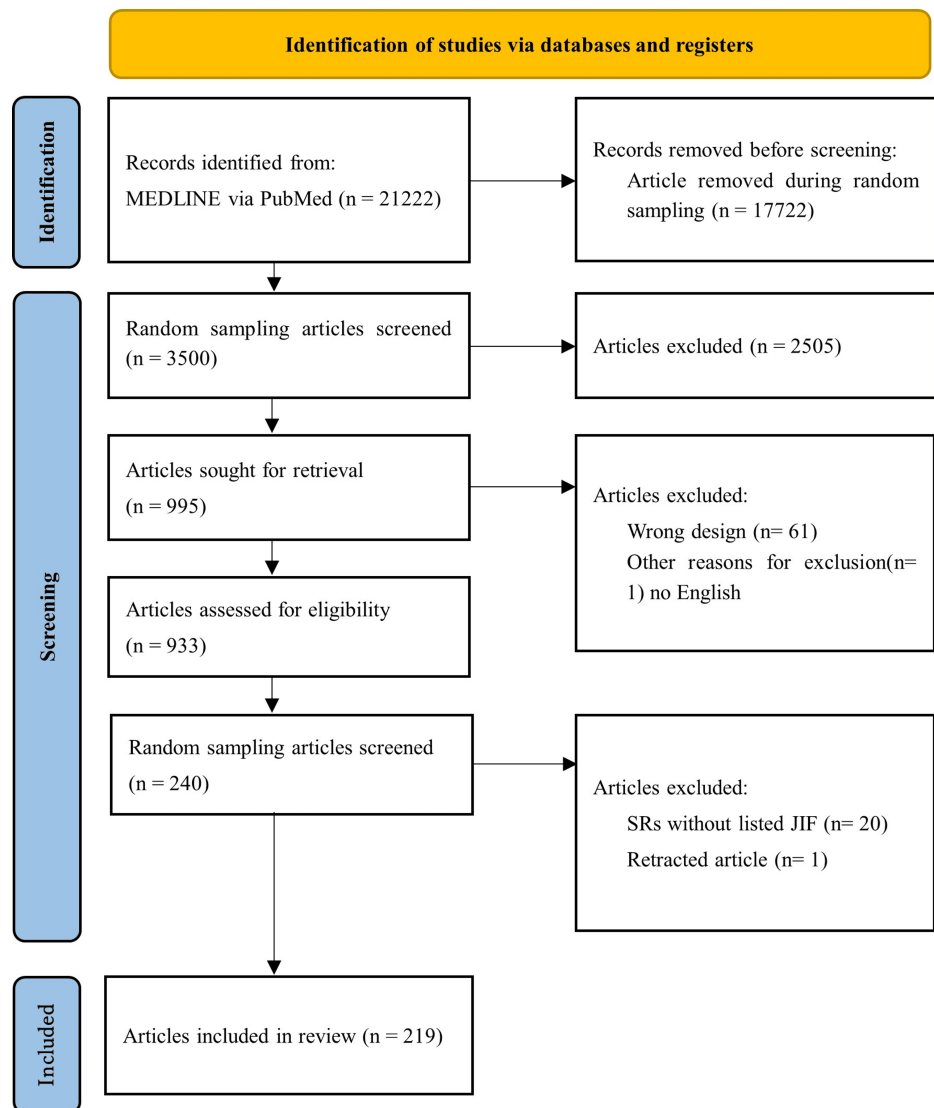 Identification of studies via databases and registers
Identification
Records identified from:
MEDLINE via PubMed (n = 21222)
Records removed before screening:
Article removed during random
sampling (n = 17722)
Screening
Random sampling articles screened
(n = 3500)
Articles excluded (n = 2505)
Articles sought for retrieval
(n = 995)
Articles excluded:
Wrong design (n= 61)
Other reasons for exclusion(n=
1) no English
Articles assessed for eligibility
(n = 933)
Random sampling articles screened
(n = 240)
Articles excluded:
SRs without listed JIF (n= 20)
Retracted article (n= 1)
Included
Articles included in review (n = 219)